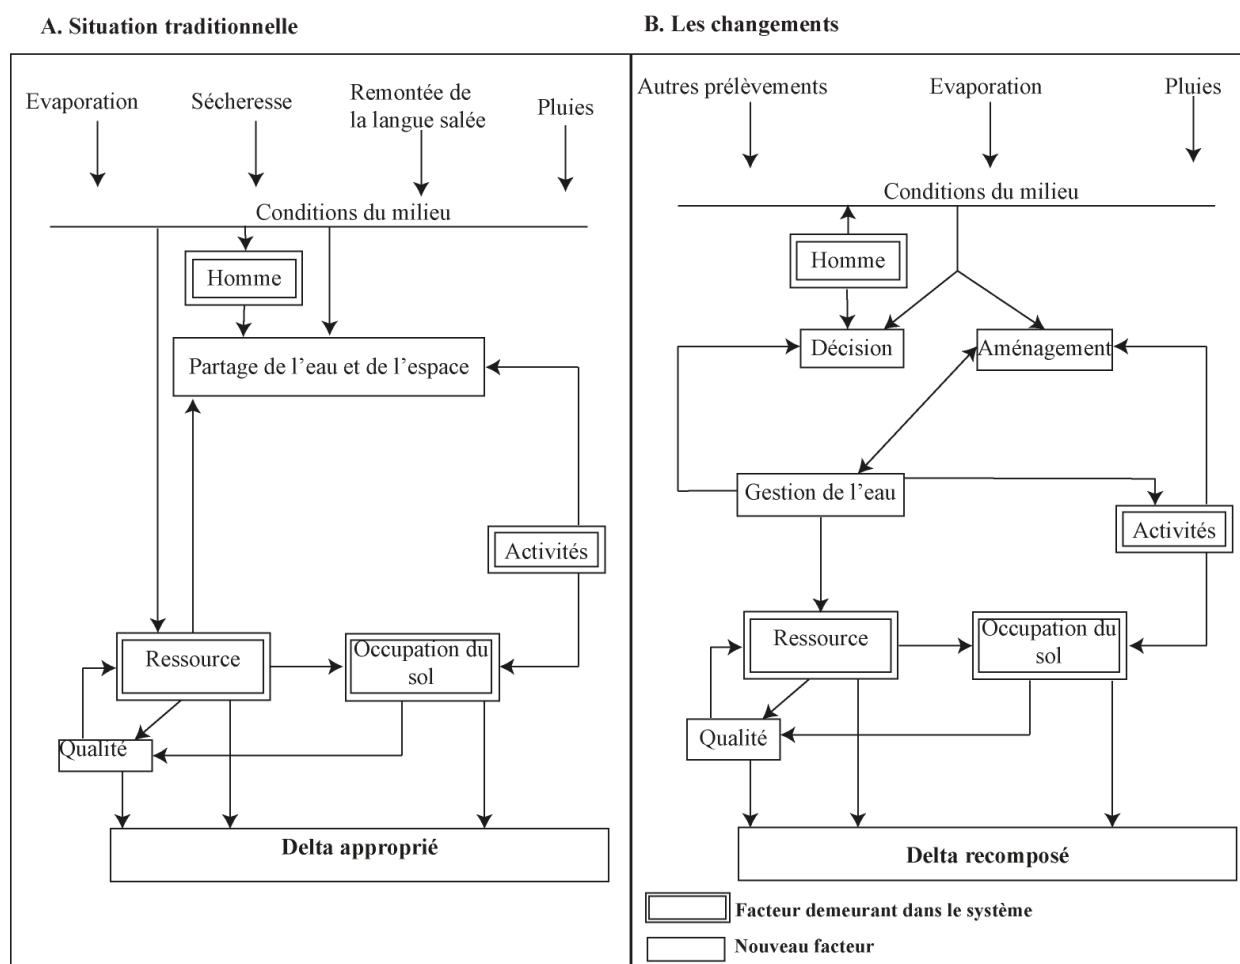 A. Situation traditionnelle
Evaporation
Sécheresse
Remontée de
la langue salée
Pluies
Conditions du milieu
Homme
Partage de l'eau et de l'espace
Activités
Ressource
Occupation du
sol
Qualité
Delta approprié
B. Les changements
Autres prélèvements
Evaporation
Pluies
Conditions du milieu
Homme
Décision
Aménagement
Gestion de l'eau
Activités
Ressource
Occupation du
sol
Qualité
Delta recomposé
Facteur demeurant dans le système
Nouveau facteur